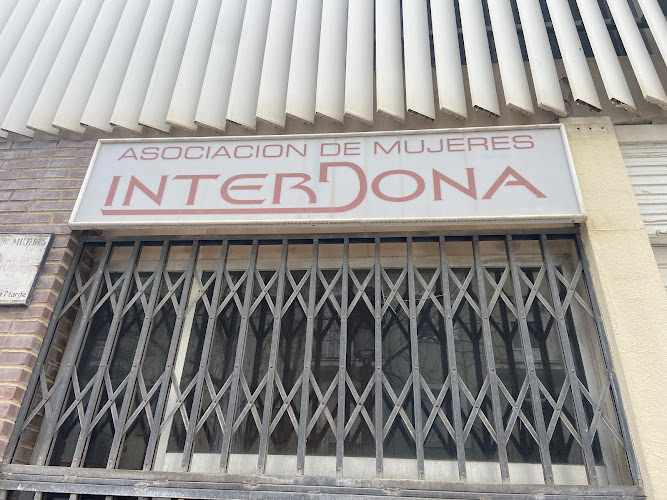 ASOCIACION DE MUJERES
INTERDONA